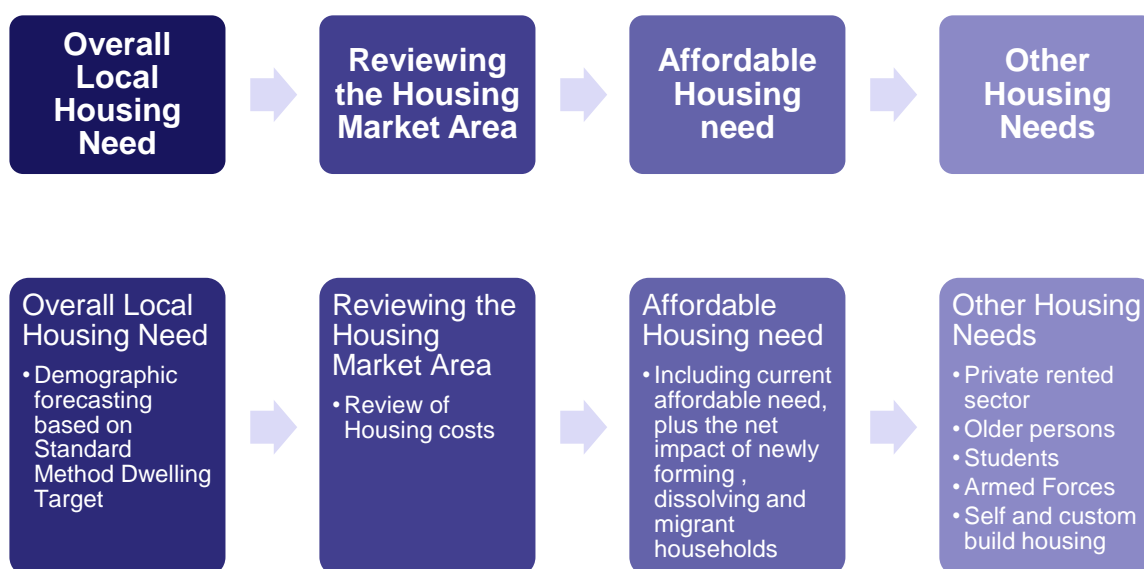 Overall
Local
Housing
Need
Reviewing
the Housing
Market Area
Affordable
Housing
need
Other
Housing
Needs
Overall Local
Housing Need
• Demographic
forecasting
based on
Standard
Method Dwelling
Target
Reviewing the
Housing
Market Area
• Review of
Housing costs
Affordable
Housing need
• Including current
affordable need,
plus the net
impact of newly
forming ,
dissolving and
migrant
households
Other Housing
Needs
• Private rented
sector
• Older persons
• Students
• Armed Forces
• Self and custom
build housing